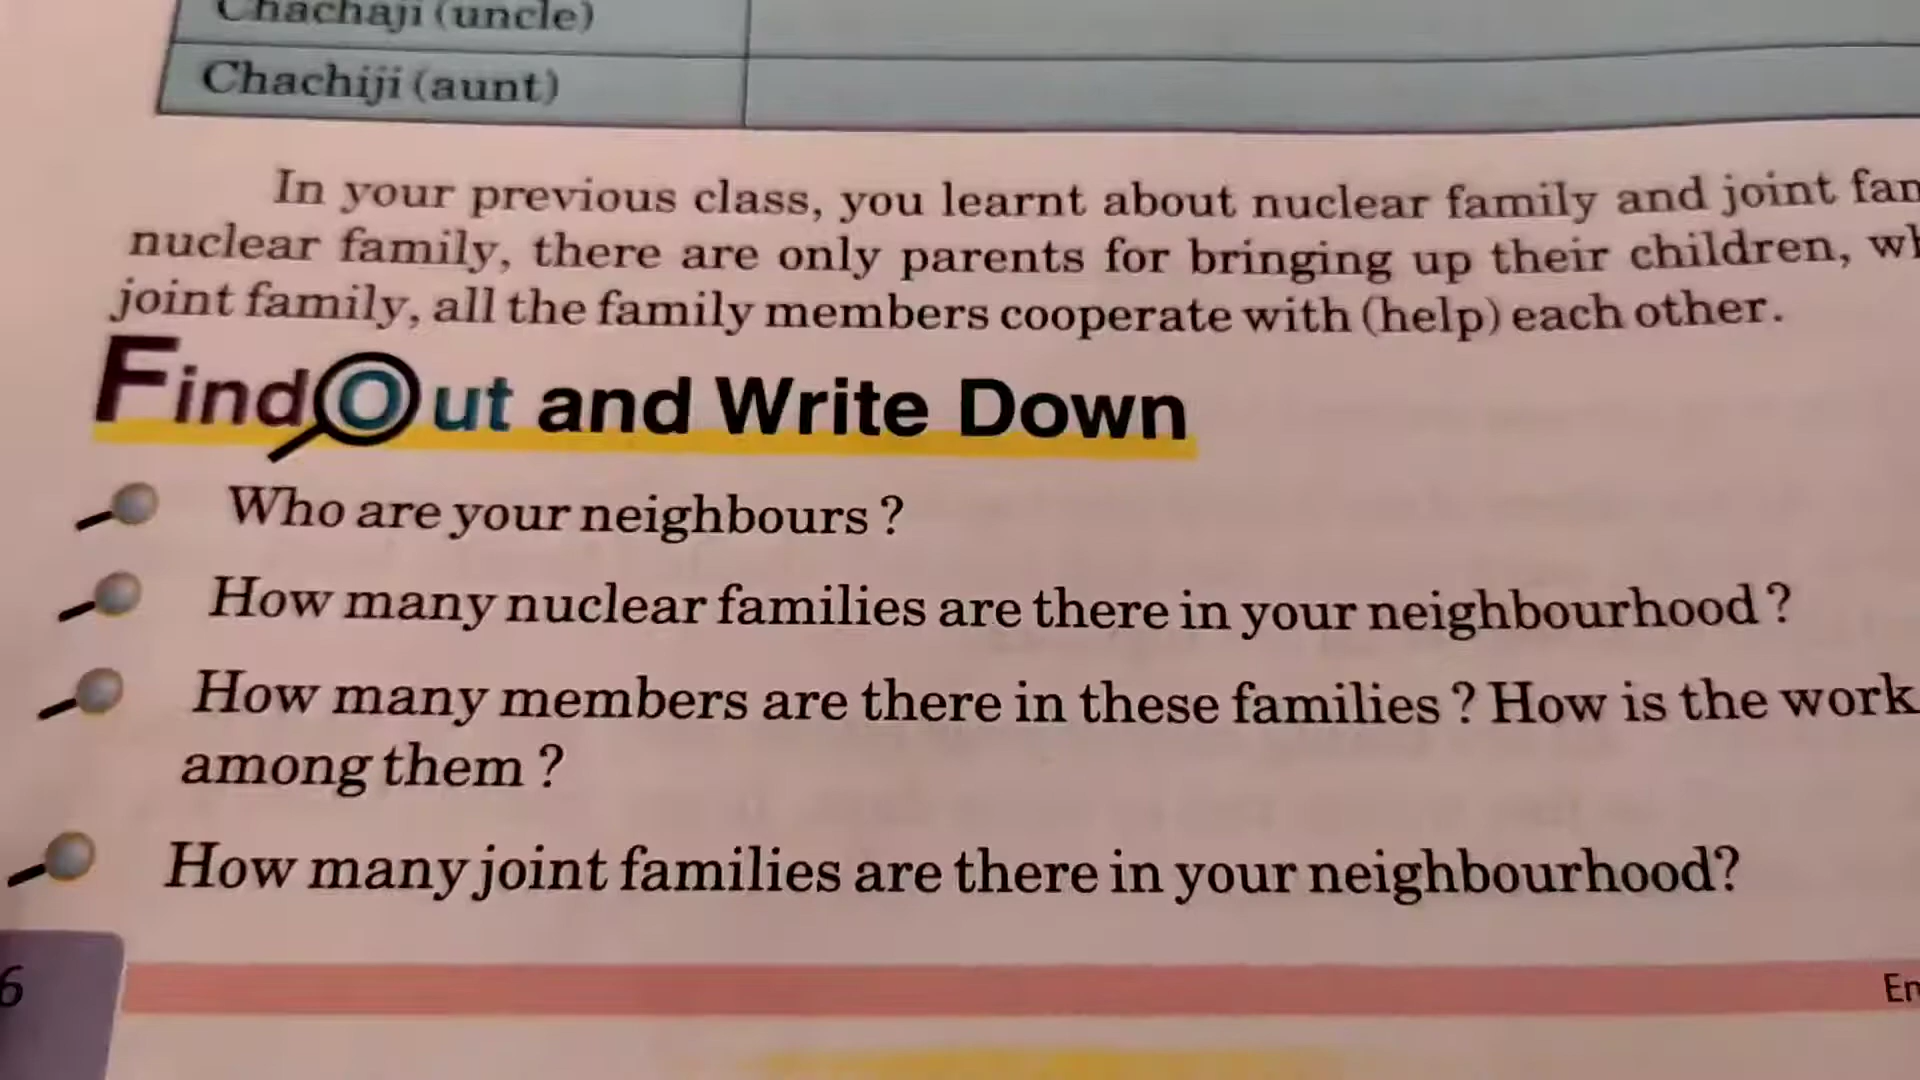 Chachaji (uncle)
Chachiji (aunt)
In your previous class, you learnt about nuclear family and joint
nuclear family, there are only parents for bringing up their children,
joint family, all the family members cooperate with (help) each other.
Find Out and Write Down
Who are your neighbours ?
How many nuclear families are there in your neighbourhood ?
How many members are there in these families ? How is the work
among them ?
How many joint families are there in your neighbourhood?
6